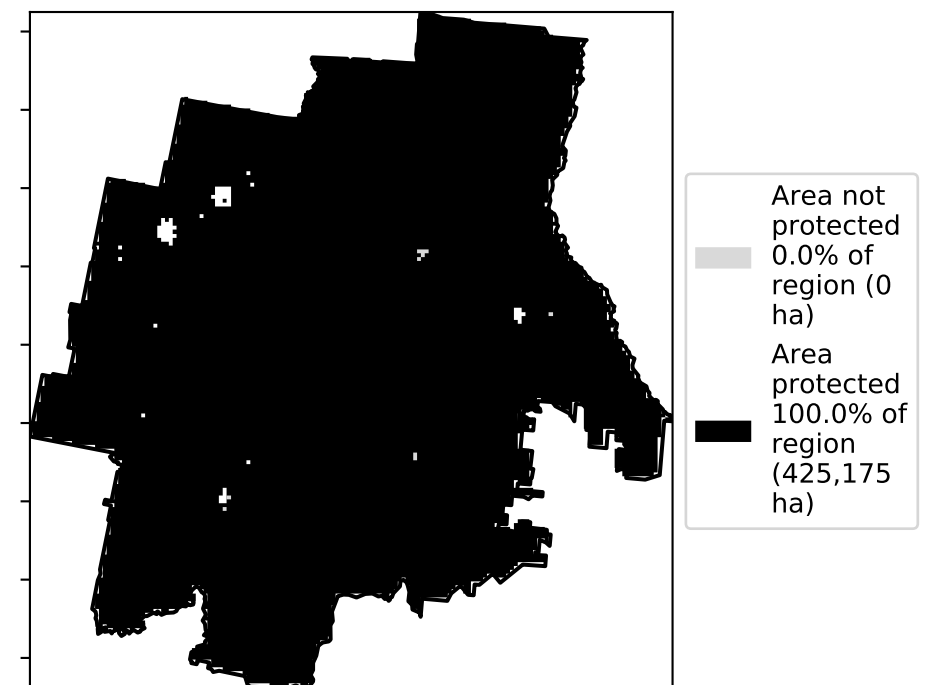 Area not
protected
0.0% of
region (0
ha)
Area
protected
100.0% of
region
(425,175
ha)